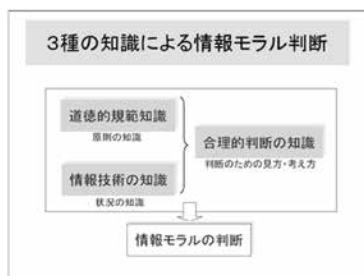 3種の知識による情報モラル判断
道徳的規範知識
原則の知識
合理的判断の知識
判断のための見方・考え方
情報技術の知識
状況の知識
情報モラルの判断